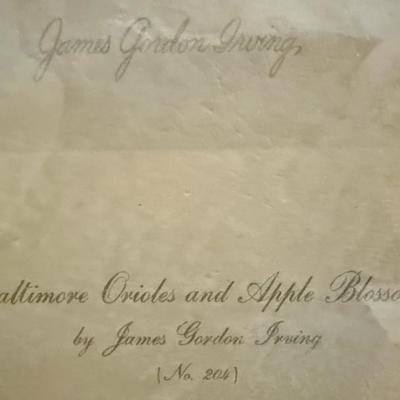 James Gordon Irving
altimore Orioles and Apple Blosso
by James Gordon Irving
(No. 204)